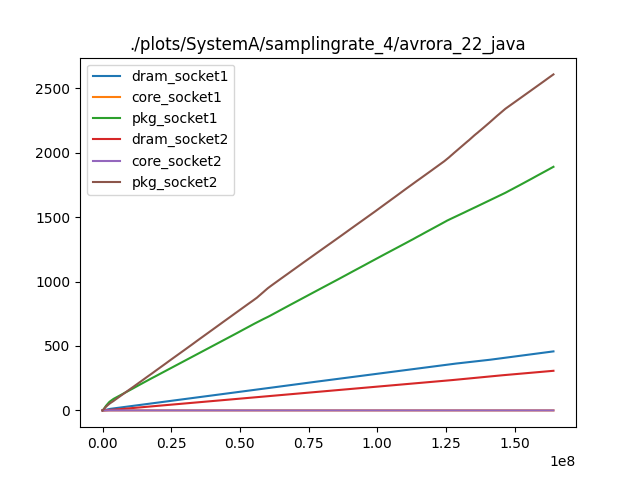 ./plots/SystemA/samplingrate_4/avrora_22_java
dram_socket1
core_socket1
pkg_socket1
dram_socket2
core_socket2
pkg_socket2
2500
2000
1500
1000
500
0
0.00 0.25 0.50 0.75 1.00 1.25 1.50
1e8